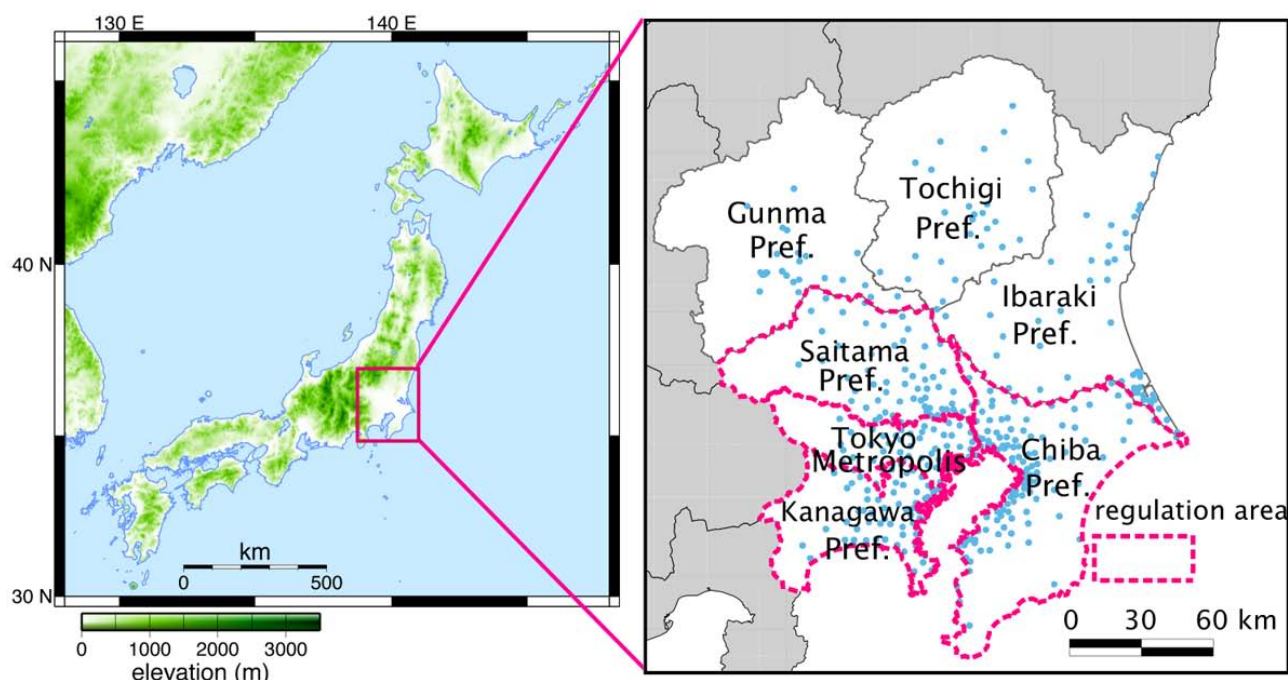 130 E
140 E
40 N
30 N
km
0
500
0
1000
2000
3000
elevation (m)
Gunma
Pref.
Tochigi
Pref.
Ibaraki
Pref.
Saitama
Pref.
Tokyo
Metropolis
Chiba
Pref.
Kanagawa
Pref.
regulation area
0
30
60 km